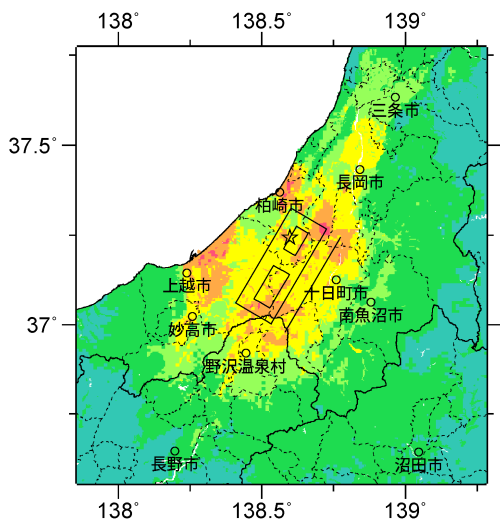 138˚ 138.5˚ 139˚
三条市
37.5˚
長岡市
柏崎市
上越市
十日町市
南魚沼市
37˚
妙高市
野沢温泉村
長野市
沼田市
138˚ 138.5˚ 139˚